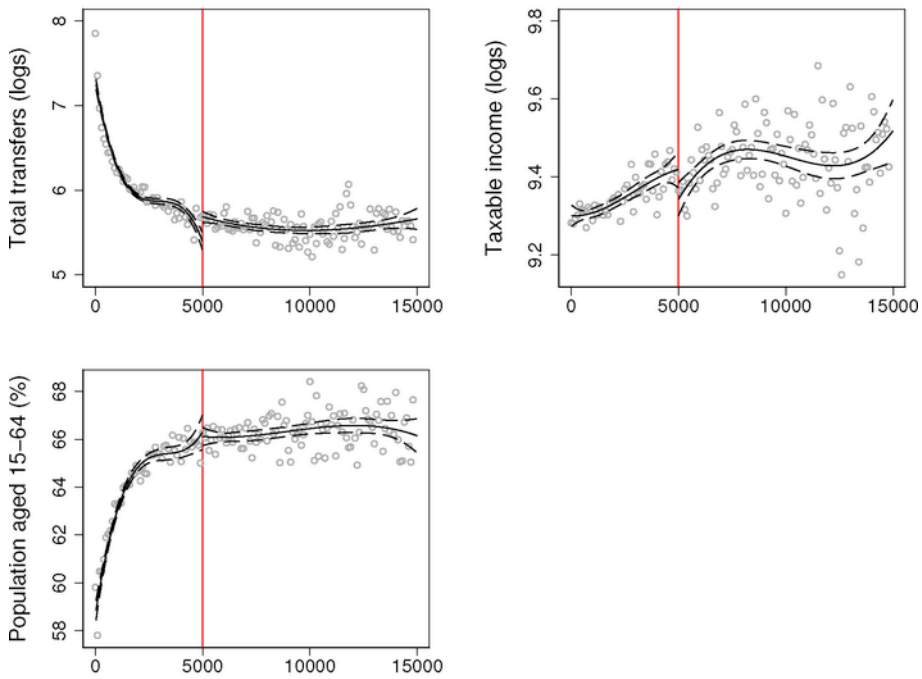 Total transfers (logs)
8
7
6
5
0 5000 10000 15000
Taxable income (logs)
9.8
9.6
9.4
9.2
0 5000 10000 15000
Population aged 15–64 (%)
68
66
64
62
60
58
0 5000 10000 15000